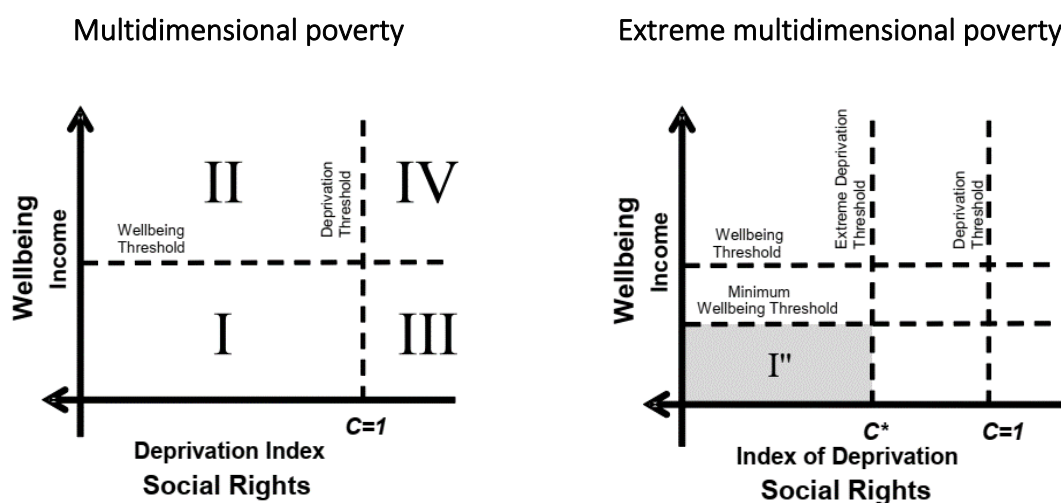 Multidimensional poverty
Wellbeing
Income
II
IV
Deprivation
Threshold
Wellbeing
Threshold
I
III
C=1
Deprivation Index
Social Rights
Extreme multidimensional poverty
Wellbeing
Income
Extreme Deprivation
Threshold
Deprivation
Threshold
Wellbeing
Threshold
Minimum
Wellbeing Threshold
I"
C*
C=1
Index of Deprivation
Social Rights